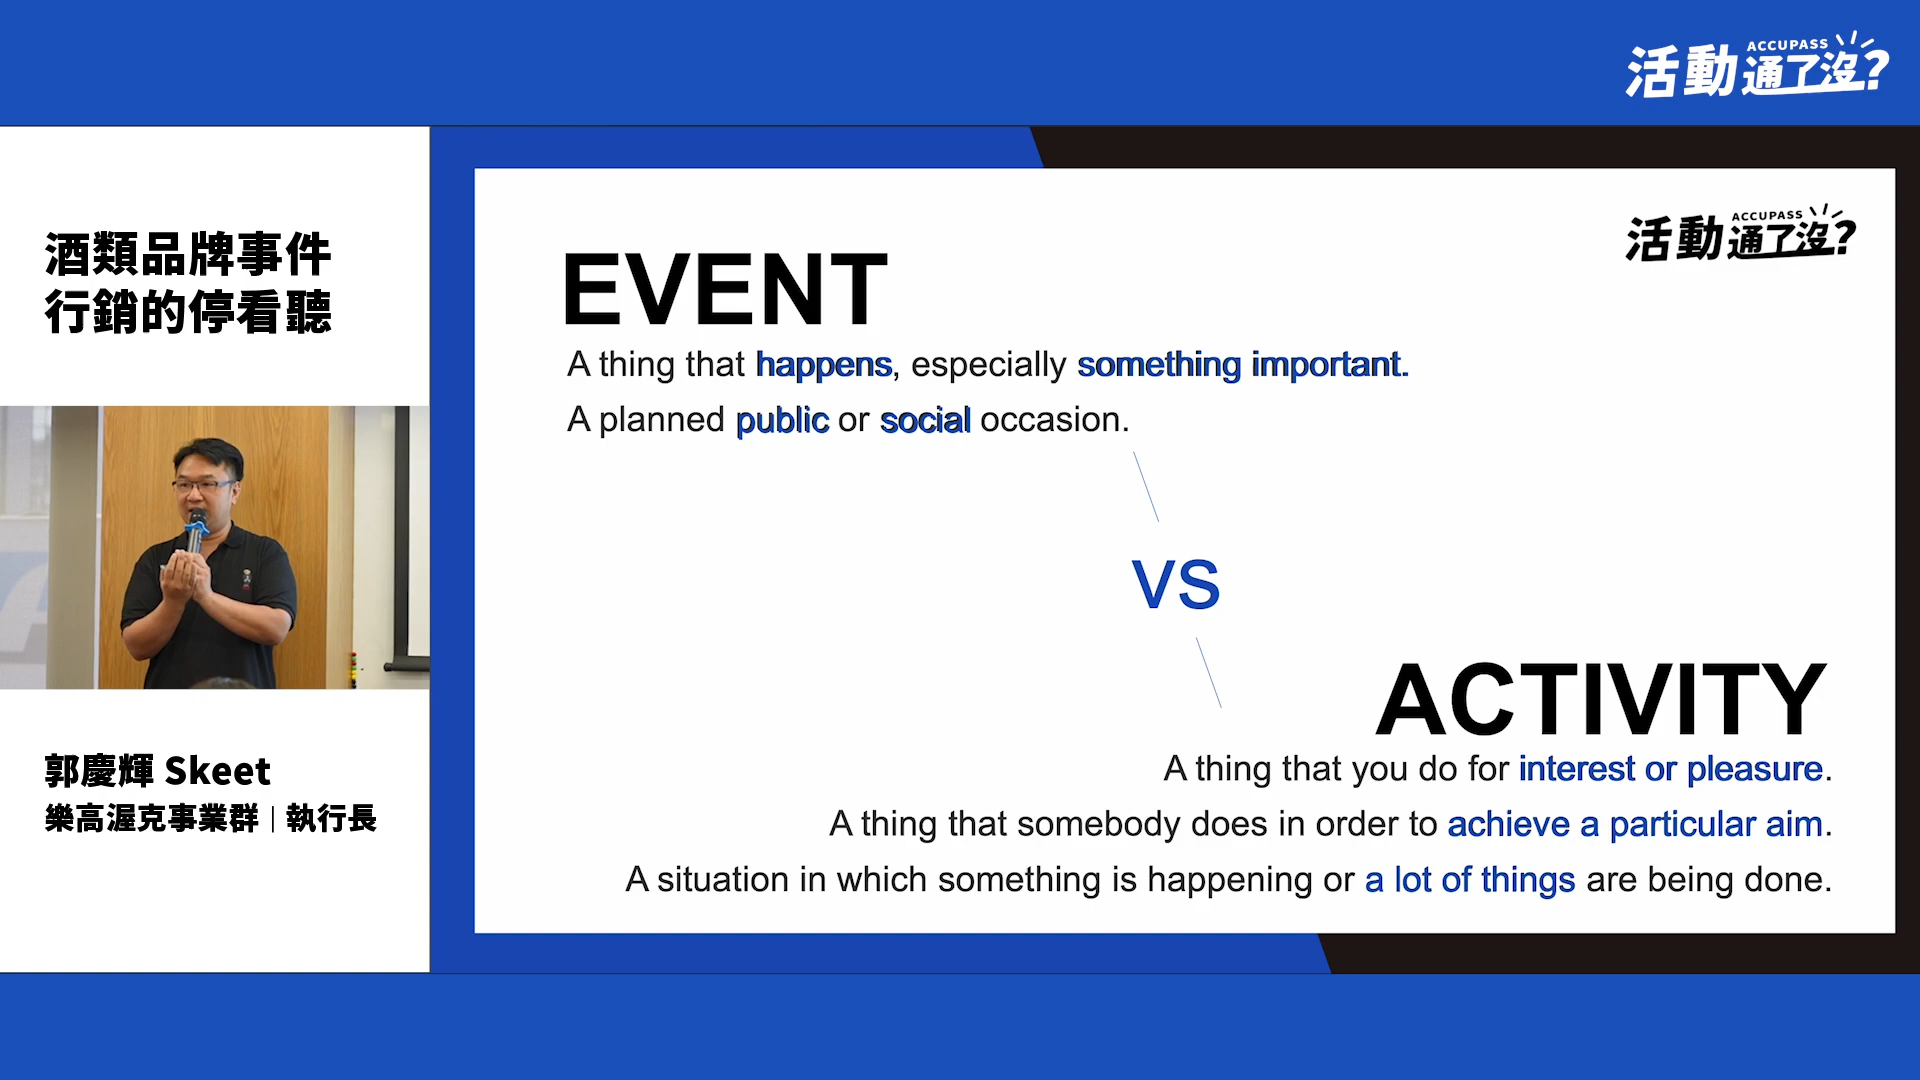 活動 ACCUPASS 通了沒?
酒類品牌事件
行銷的停看聽
郭慶輝 Skeet
樂高渥克事業群 | 執行長
活動 ACCUPASS 通了沒?
EVENT
A thing that happens, especially something important.
A planned public or social occasion.
VS
ACTIVITY
A thing that you do for interest or pleasure.
A thing that somebody does in order to achieve a particular aim.
A situation in which something is happening or a lot of things are being done.